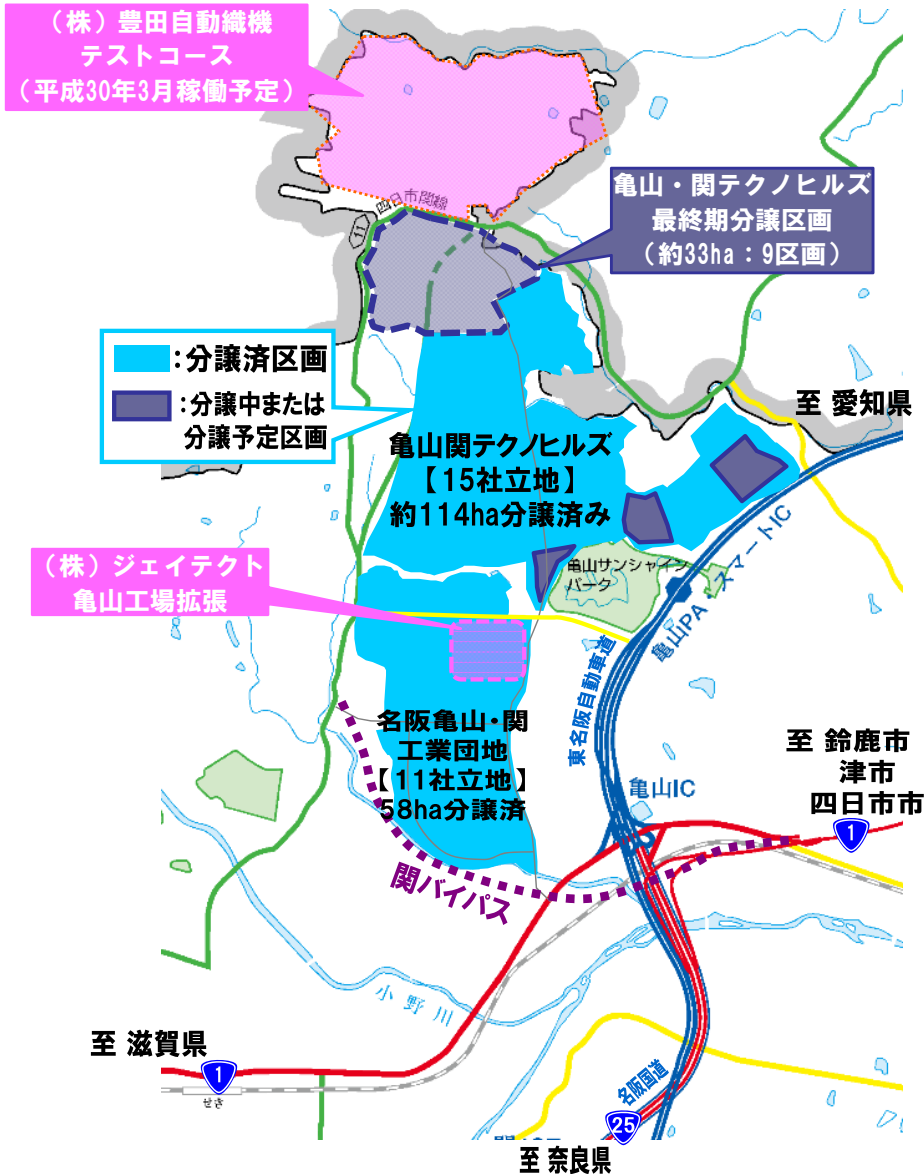 （株）豊田自動織機
テストコース
（平成30年3月稼働予定）
四日市関線
11
亀山・関テクノヒルズ
最終期分譲区画
（約33ha：9区画）
：分譲済区画
：分譲中または
分譲予定区画
至 愛知県
亀山関テクノヒルズ
【15社立地】
約114ha分譲済み
亀山サンシャイン
パーク
亀山PA・スマートIC
（株）ジェイテクト
亀山工場拡張
東名阪自動車道
名阪亀山・関
工業団地
【11社立地】
58ha分譲済
至 鈴鹿市
津市
四日市市
亀山IC
1
関バイパス
小野川
至 滋賀県
1
せき
名阪国道
25
至 奈良県